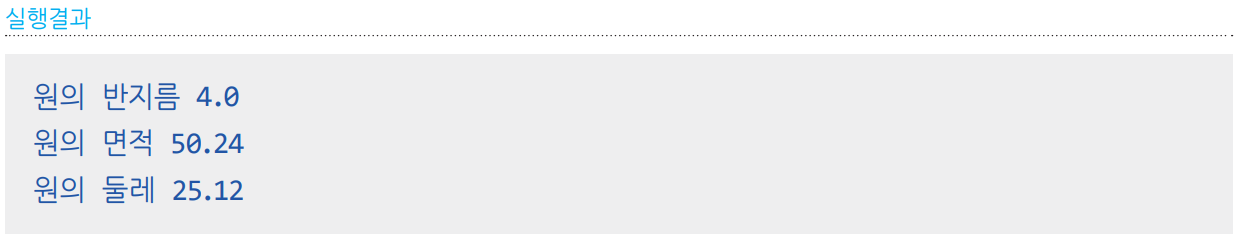 실행결과
원의 반지름 4.0
원의 면적 50.24
원의 둘레 25.12